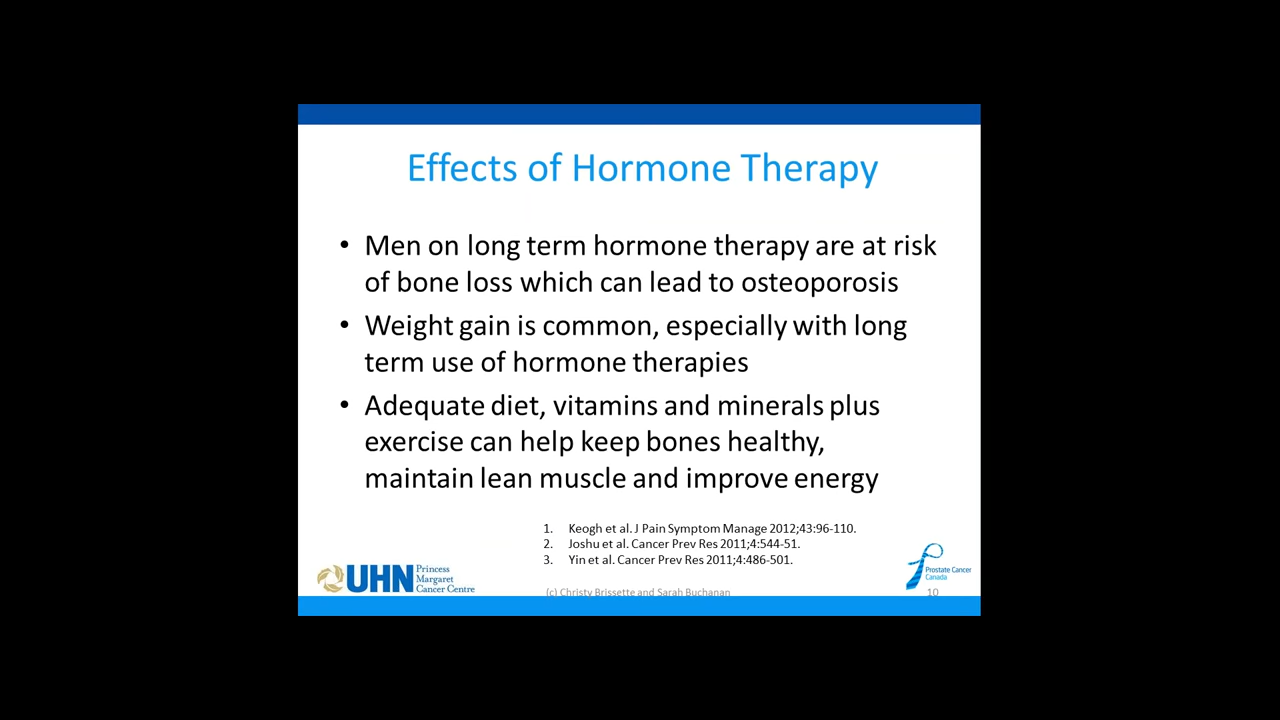 Effects of Hormone Therapy
• Men on long term hormone therapy are at risk
of bone loss which can lead to osteoporosis
• Weight gain is common, especially with long
term use of hormone therapies
• Adequate diet, vitamins and minerals plus
exercise can help keep bones healthy,
maintain lean muscle and improve energy
1. Keogh et al. J Pain Symptom Manage 2012;43:96-110.
2. Joshu et al. Cancer Prev Res 2011;4:544-51.
3. Yin et al. Cancer Prev Res 2011;4:486-501.
UHN
Princess
Margaret
Cancer Centre
(c) Christy Brissette and Sarah Buchanan
Prostate Cancer
Canada
10